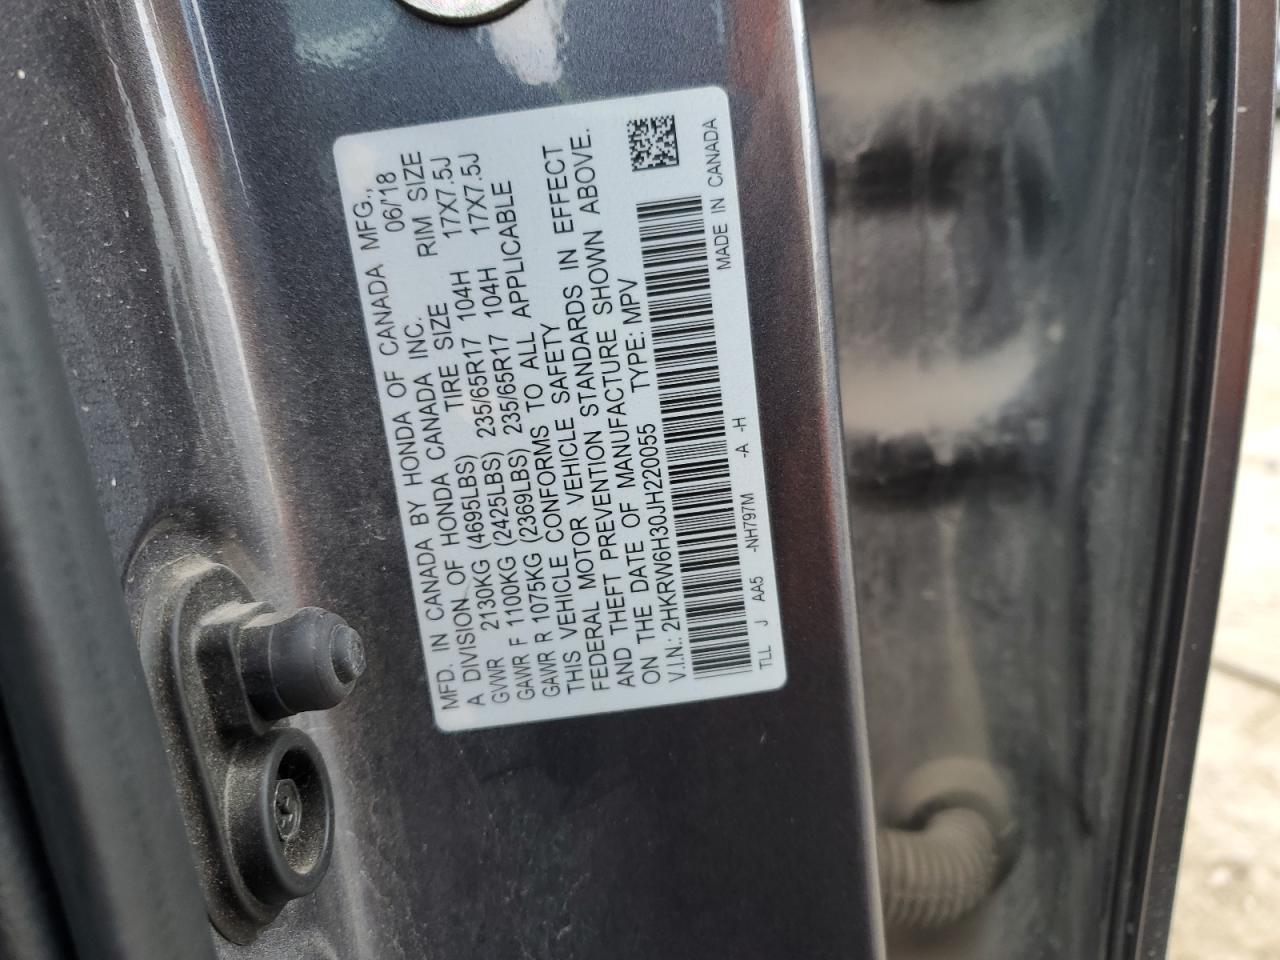 MFD. IN CANADA BY HONDA OF CANADA MFG.,
A DIVISION OF HONDA CANADA INC. 06/'18
GVWR 2130KG (4695LBS) TIRE SIZE RIM SIZE
GAWR F 1100KG (2425LBS) 235/65R17 104H 17X7.5J
GAWR R 1075KG (2369LBS) 235/65R17 104H 17X7.5J
THIS VEHICLE CONFORMS TO ALL APPLICABLE
FEDERAL MOTOR VEHICLE SAFETY
AND THEFT PREVENTION STANDARDS IN EFFECT
ON THE DATE OF MANUFACTURE SHOWN ABOVE.
V.I.N.: 2HKRW6H30JH220055 TYPE: MPV
TLL J AA5 -NH797M -A -H MADE IN CANADA